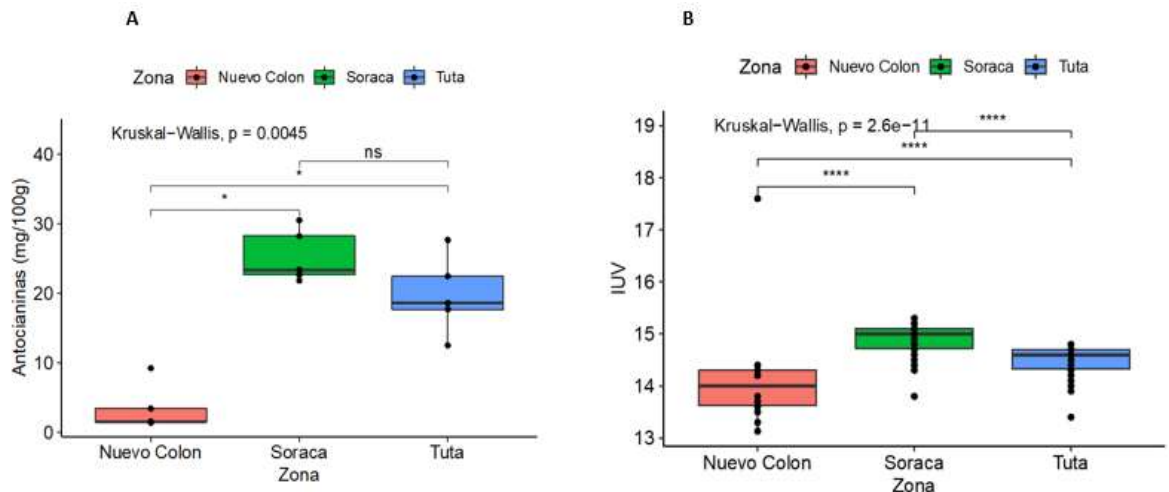 A
Zona Nuevo Colon Soraca Tuta
Kruskal−Wallis, p = 0.0045
ns
*
*
40
30
20
10
0
Antocianinas (mg/100g)
Nuevo Colon Soraca Tuta
Zona
B
Zona Nuevo Colon Soraca Tuta
Kruskal−Wallis, p = 2.6e−11
****
****
****
19
18
17
16
15
14
13
IUV
Nuevo Colon Soraca Tuta
Zona